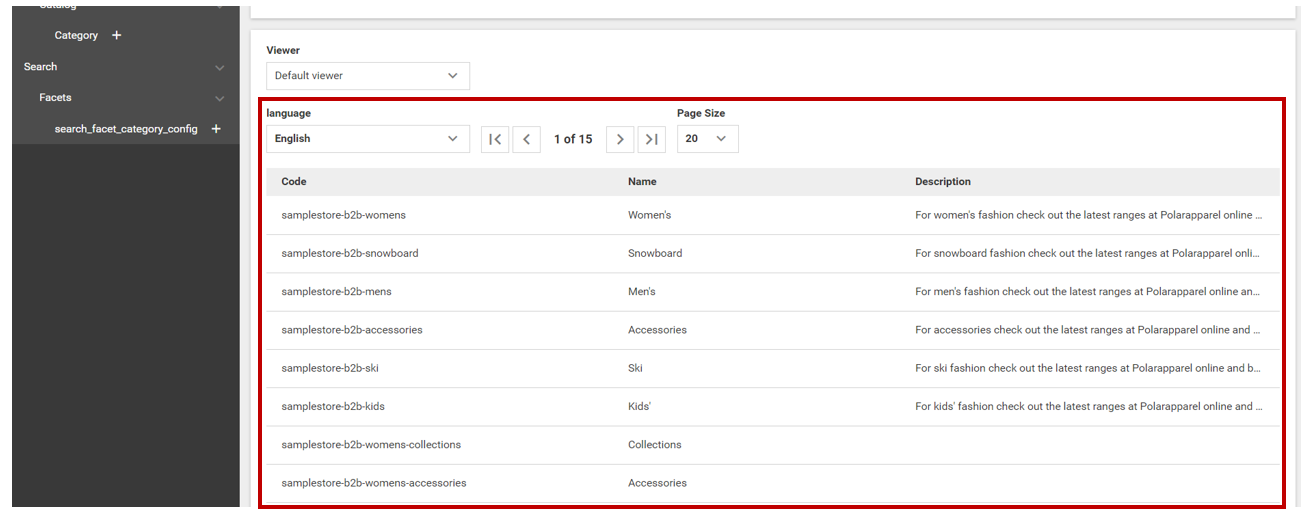 Catalog
Category +
Search
Facets
search_facet_category_config +
Viewer
Default viewer
language
Page Size
English
1 of 15
20
Code Name Description
samplestore-b2b-womens Women's For women's fashion check out the latest ranges at Polarapparel online ...
samplestore-b2b-snowboard Snowboard For snowboard fashion check out the latest ranges at Polarapparel onli...
samplestore-b2b-mens Men's For men's fashion check out the latest ranges at Polarapparel online an...
samplestore-b2b-accessories Accessories For accessories check out the latest ranges at Polarapparel online and ...
samplestore-b2b-ski Ski For ski fashion check out the latest ranges at Polarapparel online and b...
samplestore-b2b-kids Kids' For kids' fashion check out the latest ranges at Polarapparel online and ...
samplestore-b2b-womens-collections Collections
samplestore-b2b-womens-accessories Accessories